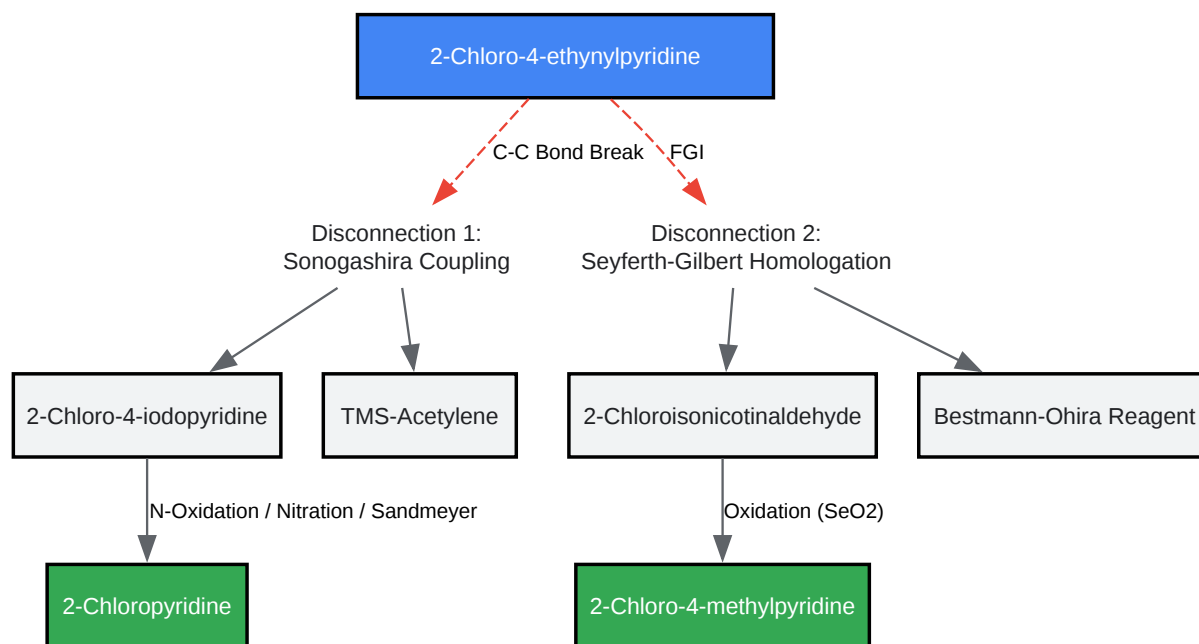 2-Chloro-4-ethynylpyridine
C-C Bond Break
FGI
Disconnection 1:
Sonogashira Coupling
Disconnection 2:
Seyferth-Gilbert Homologation
2-Chloro-4-iodopyridine
TMS-Acetylene
2-Chloroisonicotinaldehyde
Bestmann-Ohira Reagent
N-Oxidation / Nitration / Sandmeyer
Oxidation (SeO2)
2-Chloropyridine
2-Chloro-4-methylpyridine